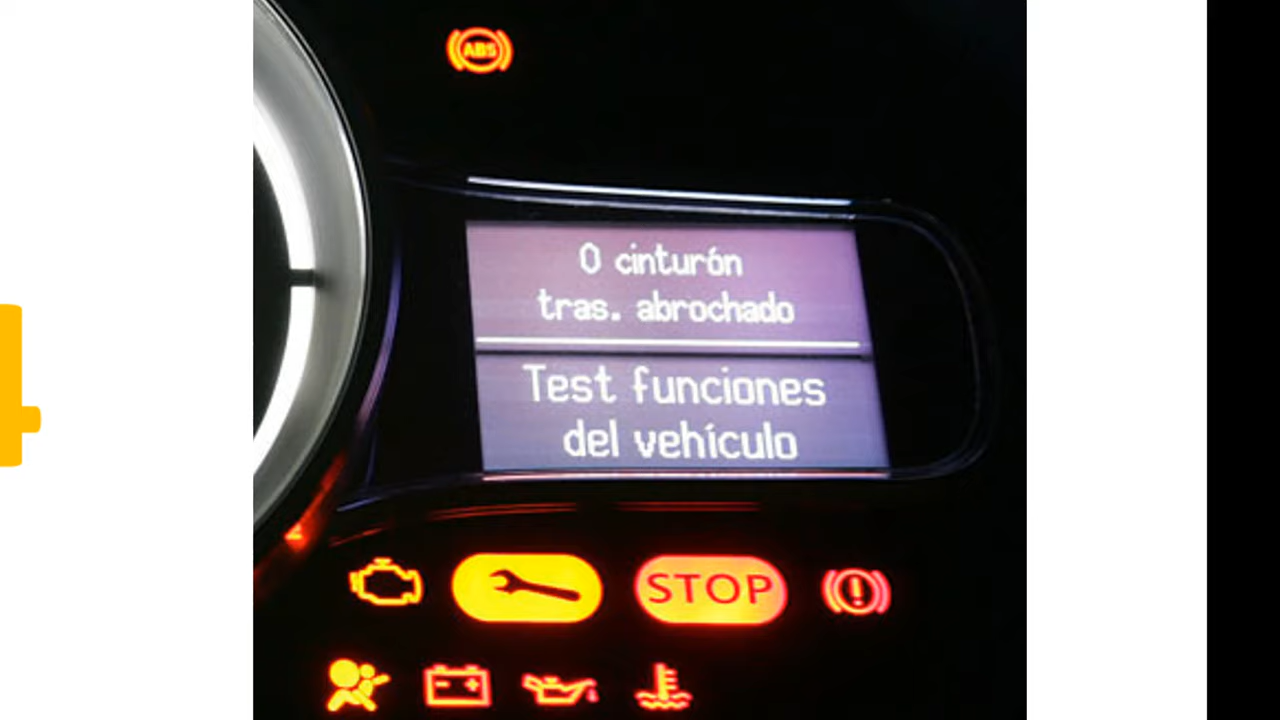 ABS
0 cinturón
tras. abrochado
Test funciones
del vehículo
STOP